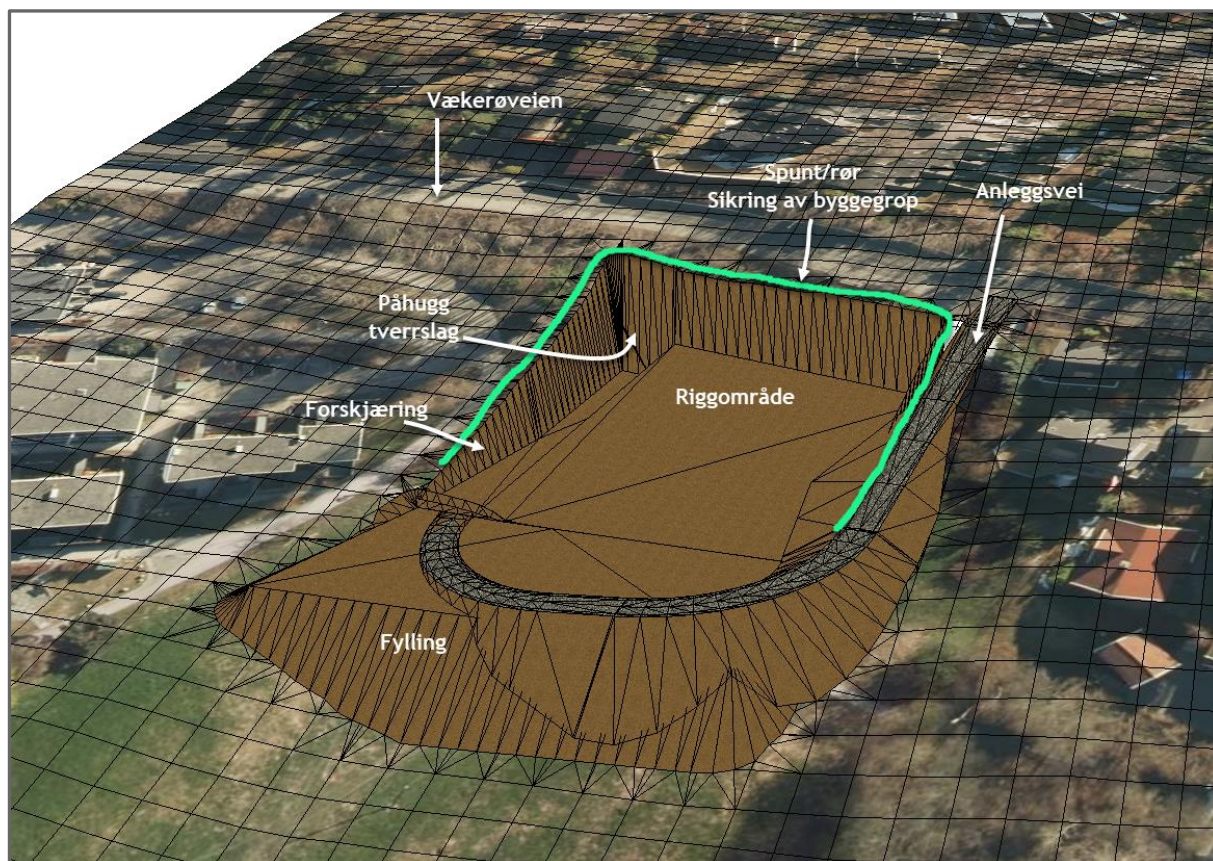 Vækerøveien
Spunt/rør
Sikring av byggegrop
Anleggsvei
Påhugg
tverrslag
Riggområde
Forskjæring
Fylling